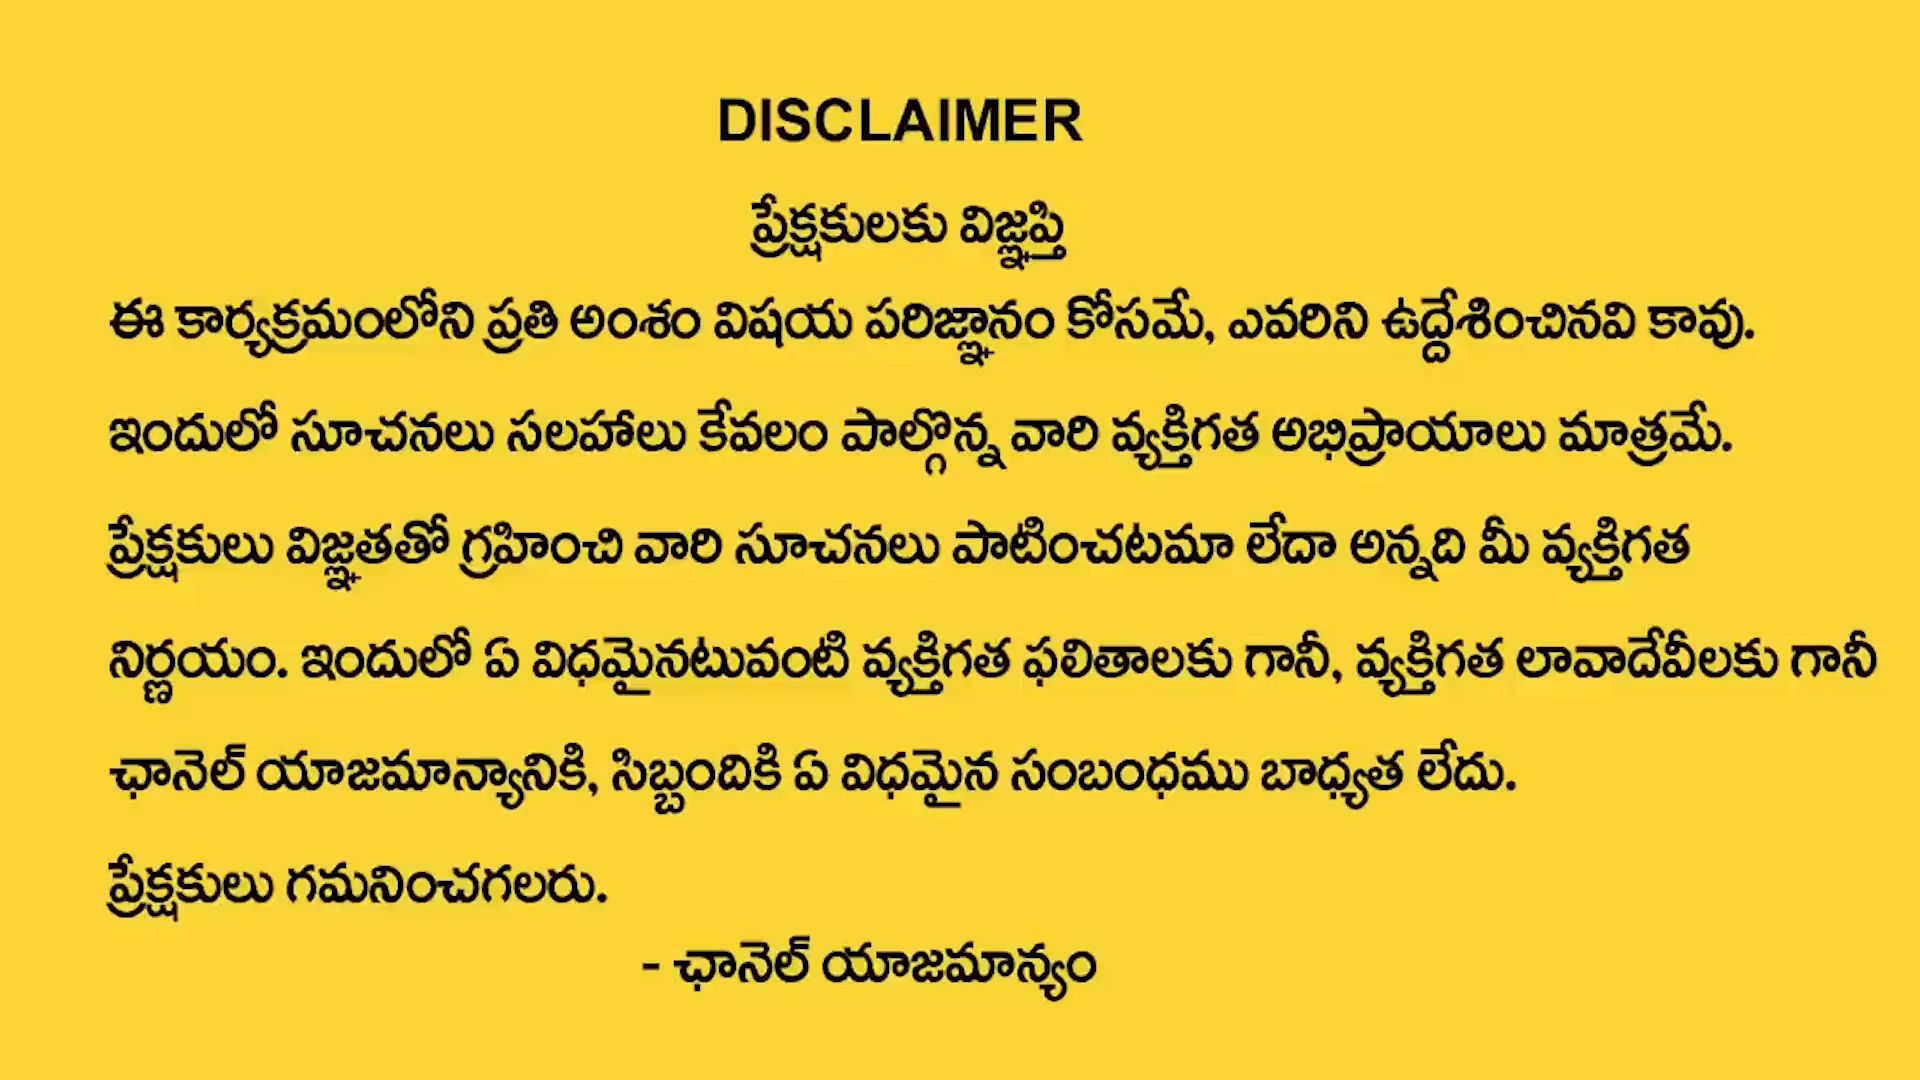 DISCLAIMER
ప్రేక్షకులకు విజ్ఞప్తి
ఈ కార్యక్రమంలోని ప్రతి అంశం విషయ పరిజ్ఞానం కోసమే, ఎవరిని ఉద్దేశించినవి కావు.
ఇందులో సూచనలు సలహాలు కేవలం పాల్గొన్న వారి వ్యక్తిగత అభిప్రాయాలు మాత్రమే.
ప్రేక్షకులు విజ్ఞతతో గ్రహించి వారి సూచనలు పాటించటమా లేదా అన్నది మీ వ్యక్తిగత
నిర్ణయం. ఇందులో ఏ విధమైనటువంటి వ్యక్తిగత ఫలితాలకు గానీ, వ్యక్తిగత లావాదేవీలకు గానీ
ఛానెల్ యాజమాన్యానికి, సిబ్బందికి ఏ విధమైన సంబంధము బాధ్యత లేదు.
ప్రేక్షకులు గమనించగలరు.
- ఛానెల్ యాజమాన్యం